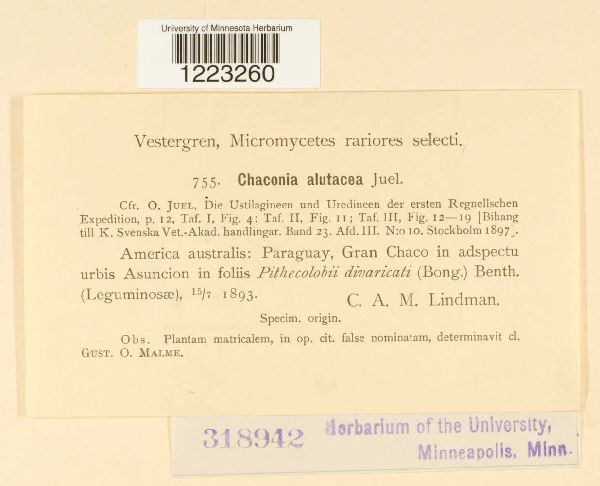 University of Minnesota Herbarium
1223260
Vestergren, Micromycetes rariores selecti.
755. Chaconia alutacea Juel.
Cfr. O. JUEL, Die Ustilagineen und Uredineen der ersten Regnellschen
Expedition, p. 12, Taf. I, Fig. 4: Taf. II, Fig. 11; Taf. III, Fig. 12—19 [Bihang
till K. Svenska Vet.-Akad. handlingar. Band 23. Afd. III. N:o 10. Stockholm 1897].
America australis: Paraguay, Gran Chaco in adspectu
urbis Asuncion in foliis Pithecolobii divaricati (Bong.) Benth.
(Leguminosæ), 15/7 1893.
C. A. M. Lindman.
Specim. origin.
Obs. Plantam matricalem, in op. cit. false nominatam, determinavit cl.
GUST. O. MALME.
318942
Herbarium of the University,
Minneapolis, Minn.